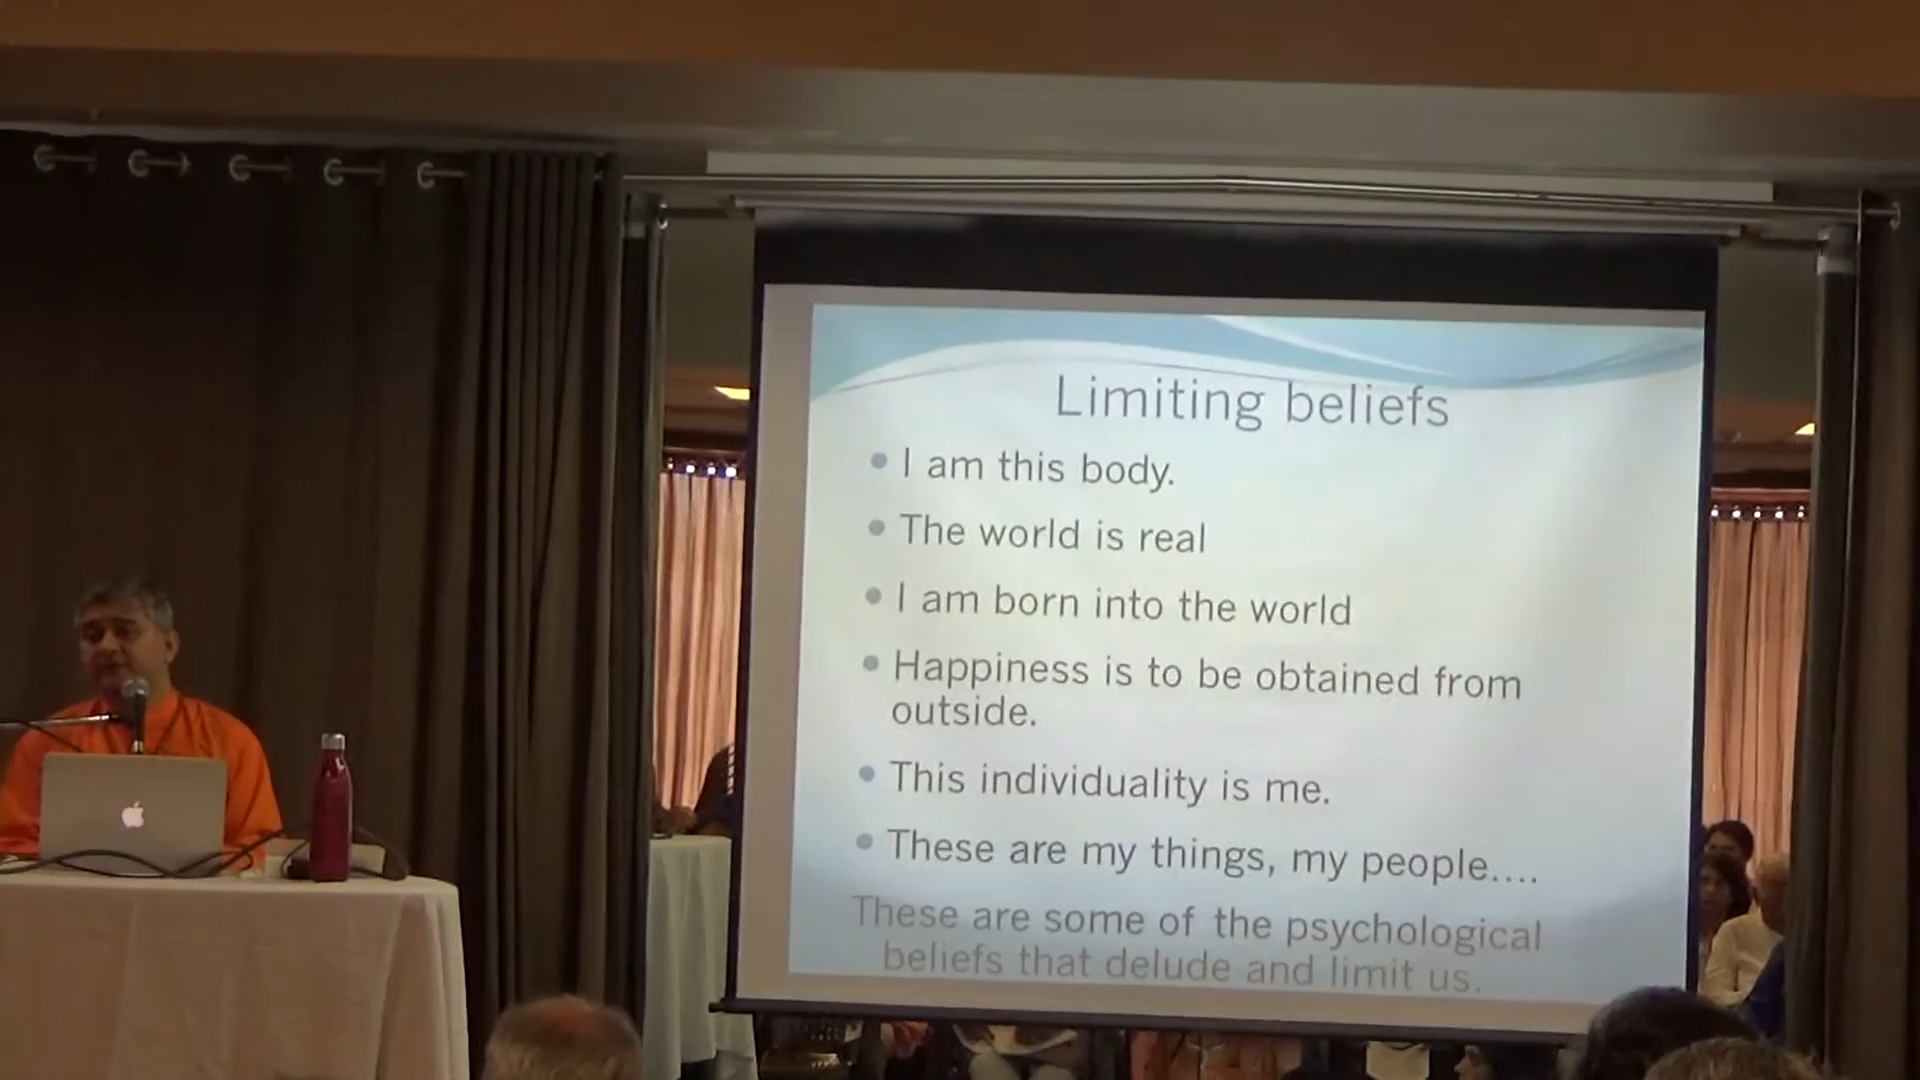 Limiting beliefs
• I am this body.
• The world is real
• I am born into the world
• Happiness is to be obtained from
outside.
• This individuality is me.
• These are my things, my people....
These are some of the psychological
beliefs that delude and limit us.